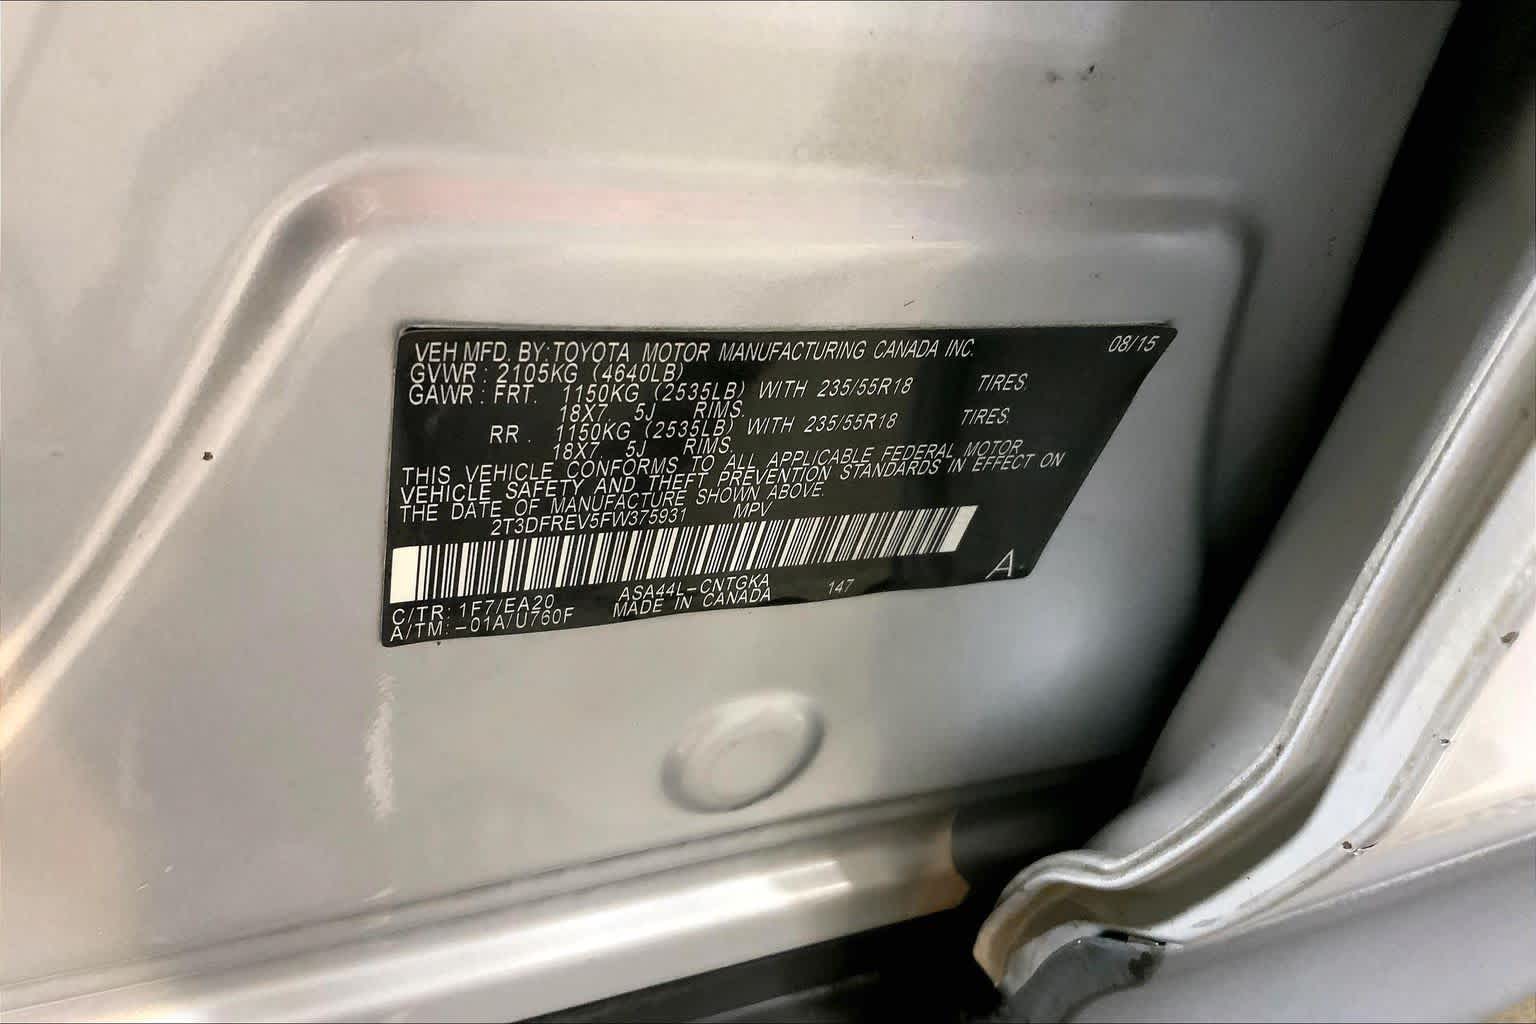 VEH MFD. BY: TOYOTA MOTOR MANUFACTURING CANADA INC. 08/15
GVWR : 2105KG (4640LB)
GAWR : FRT. 1150KG (2535LB) WITH 235/55R18 TIRES.
18X7 5J RIMS.
RR . 1150KG (2535LB) WITH 235/55R18 TIRES.
18X7 5J RIMS.
THIS VEHICLE CONFORMS TO ALL APPLICABLE FEDERAL MOTOR
VEHICLE SAFETY AND THEFT PREVENTION STANDARDS IN EFFECT ON
THE DATE OF MANUFACTURE SHOWN ABOVE.
2T3DFREV5FW375931 MPV
C/TR: 1F7/EA20 ASA44L-CNTGKA 147 A
A/TM: -01A/U760F MADE IN CANADA